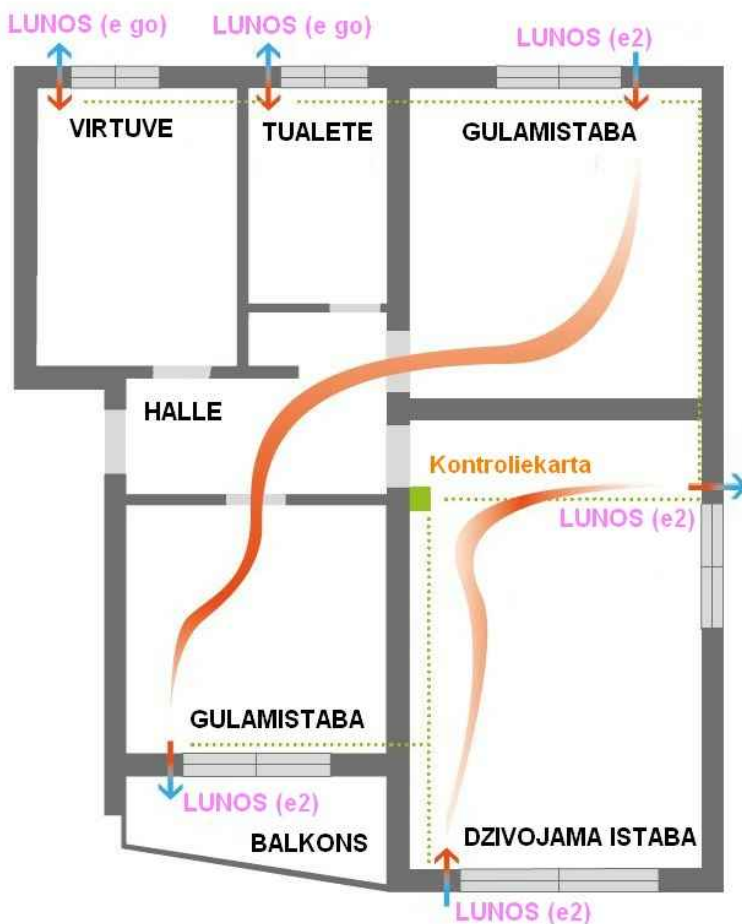 LUNOS (e go)
LUNOS (e go)
LUNOS (e2)
VIRTUVE
TUALETE
GULAMISTABA
HALLE
Kontroliekarta
LUNOS (e2)
GULAMISTABA
LUNOS (e2)
BALKONS
DZIVOJAMA ISTABA
LUNOS (e2)